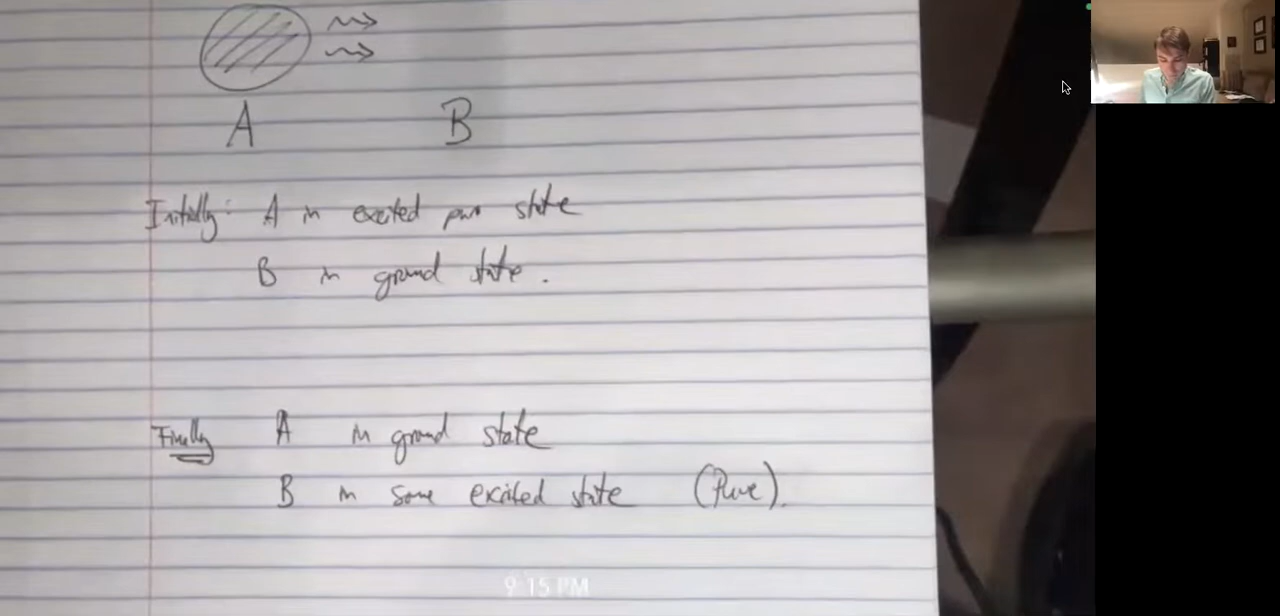 A B
Initially: A in excited pure state
B in ground state.
Finally A in ground state
B in some excited state (Pure).
9:15 PM